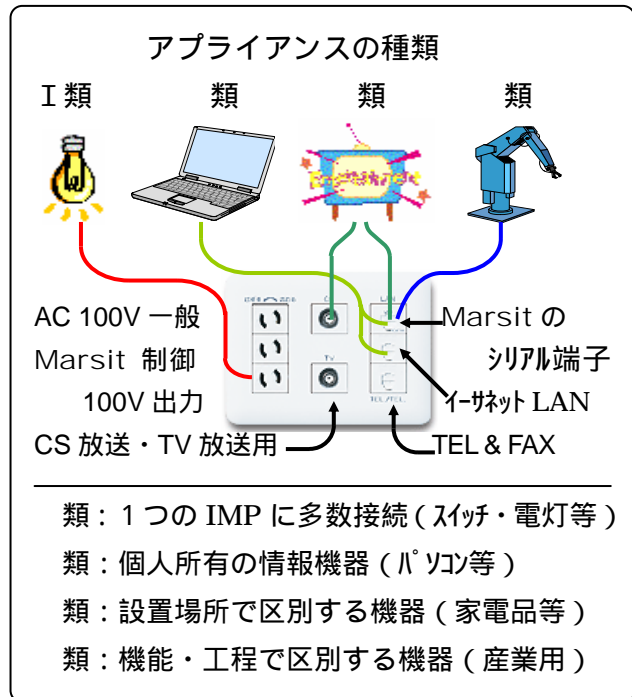 アプライアンスの種類
Ⅰ類 類 類 類
LAN
TV
TEL/TEL
AC 100V 一般
Marsit 制御
100V 出力
CS 放送・TV 放送用
Marsit の
シリアル端子
イーサネット LAN
TEL & FAX
類：１つの IMP に多数接続（スイッチ・電灯等）
類：個人所有の情報機器（パソコン等）
類：設置場所で区別する機器（家電品等）
類：機能・工程で区別する機器（産業用）